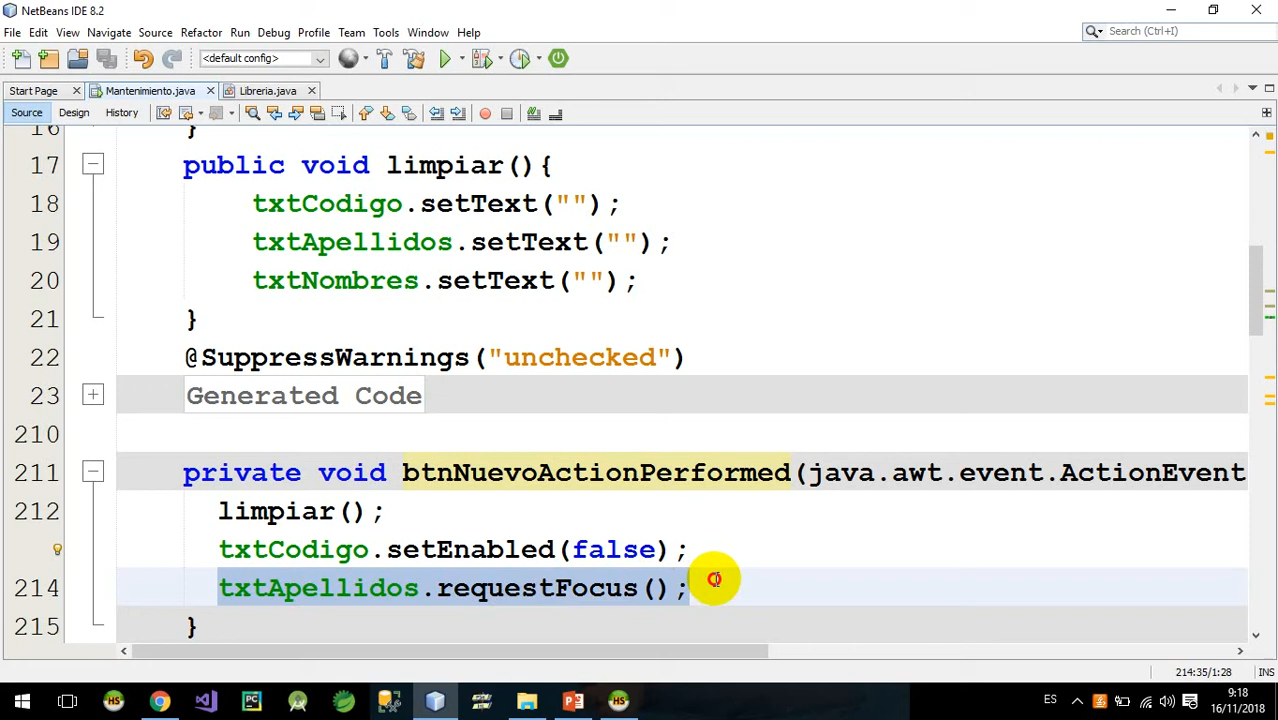 NetBeans IDE 8.2
File Edit View Navigate Source Refactor Run Debug Profile Team Tools Window Help
Search (Ctrl+I)
<default config>
Start Page Mantenimiento.java Libreria.java
Source Design History
16 }
17 public void limpiar(){
18 txtCodigo.setText("");
19 txtApellidos.setText("");
20 txtNombres.setText("");
21 }
22 @SuppressWarnings("unchecked")
23 Generated Code
210
211 private void btnNuevoActionPerformed(java.awt.event.ActionEvent
212 limpiar();
txtCodigo.setEnabled(false);
214 txtApellidos.requestFocus();
215 }
214:35/1:28 INS
ES 9:18
16/11/2018